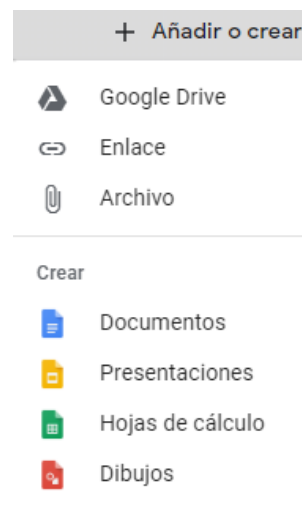 + Añadir o crear
Google Drive
Enlace
Archivo
Crear
Documentos
Presentaciones
Hojas de cálculo
Dibujos